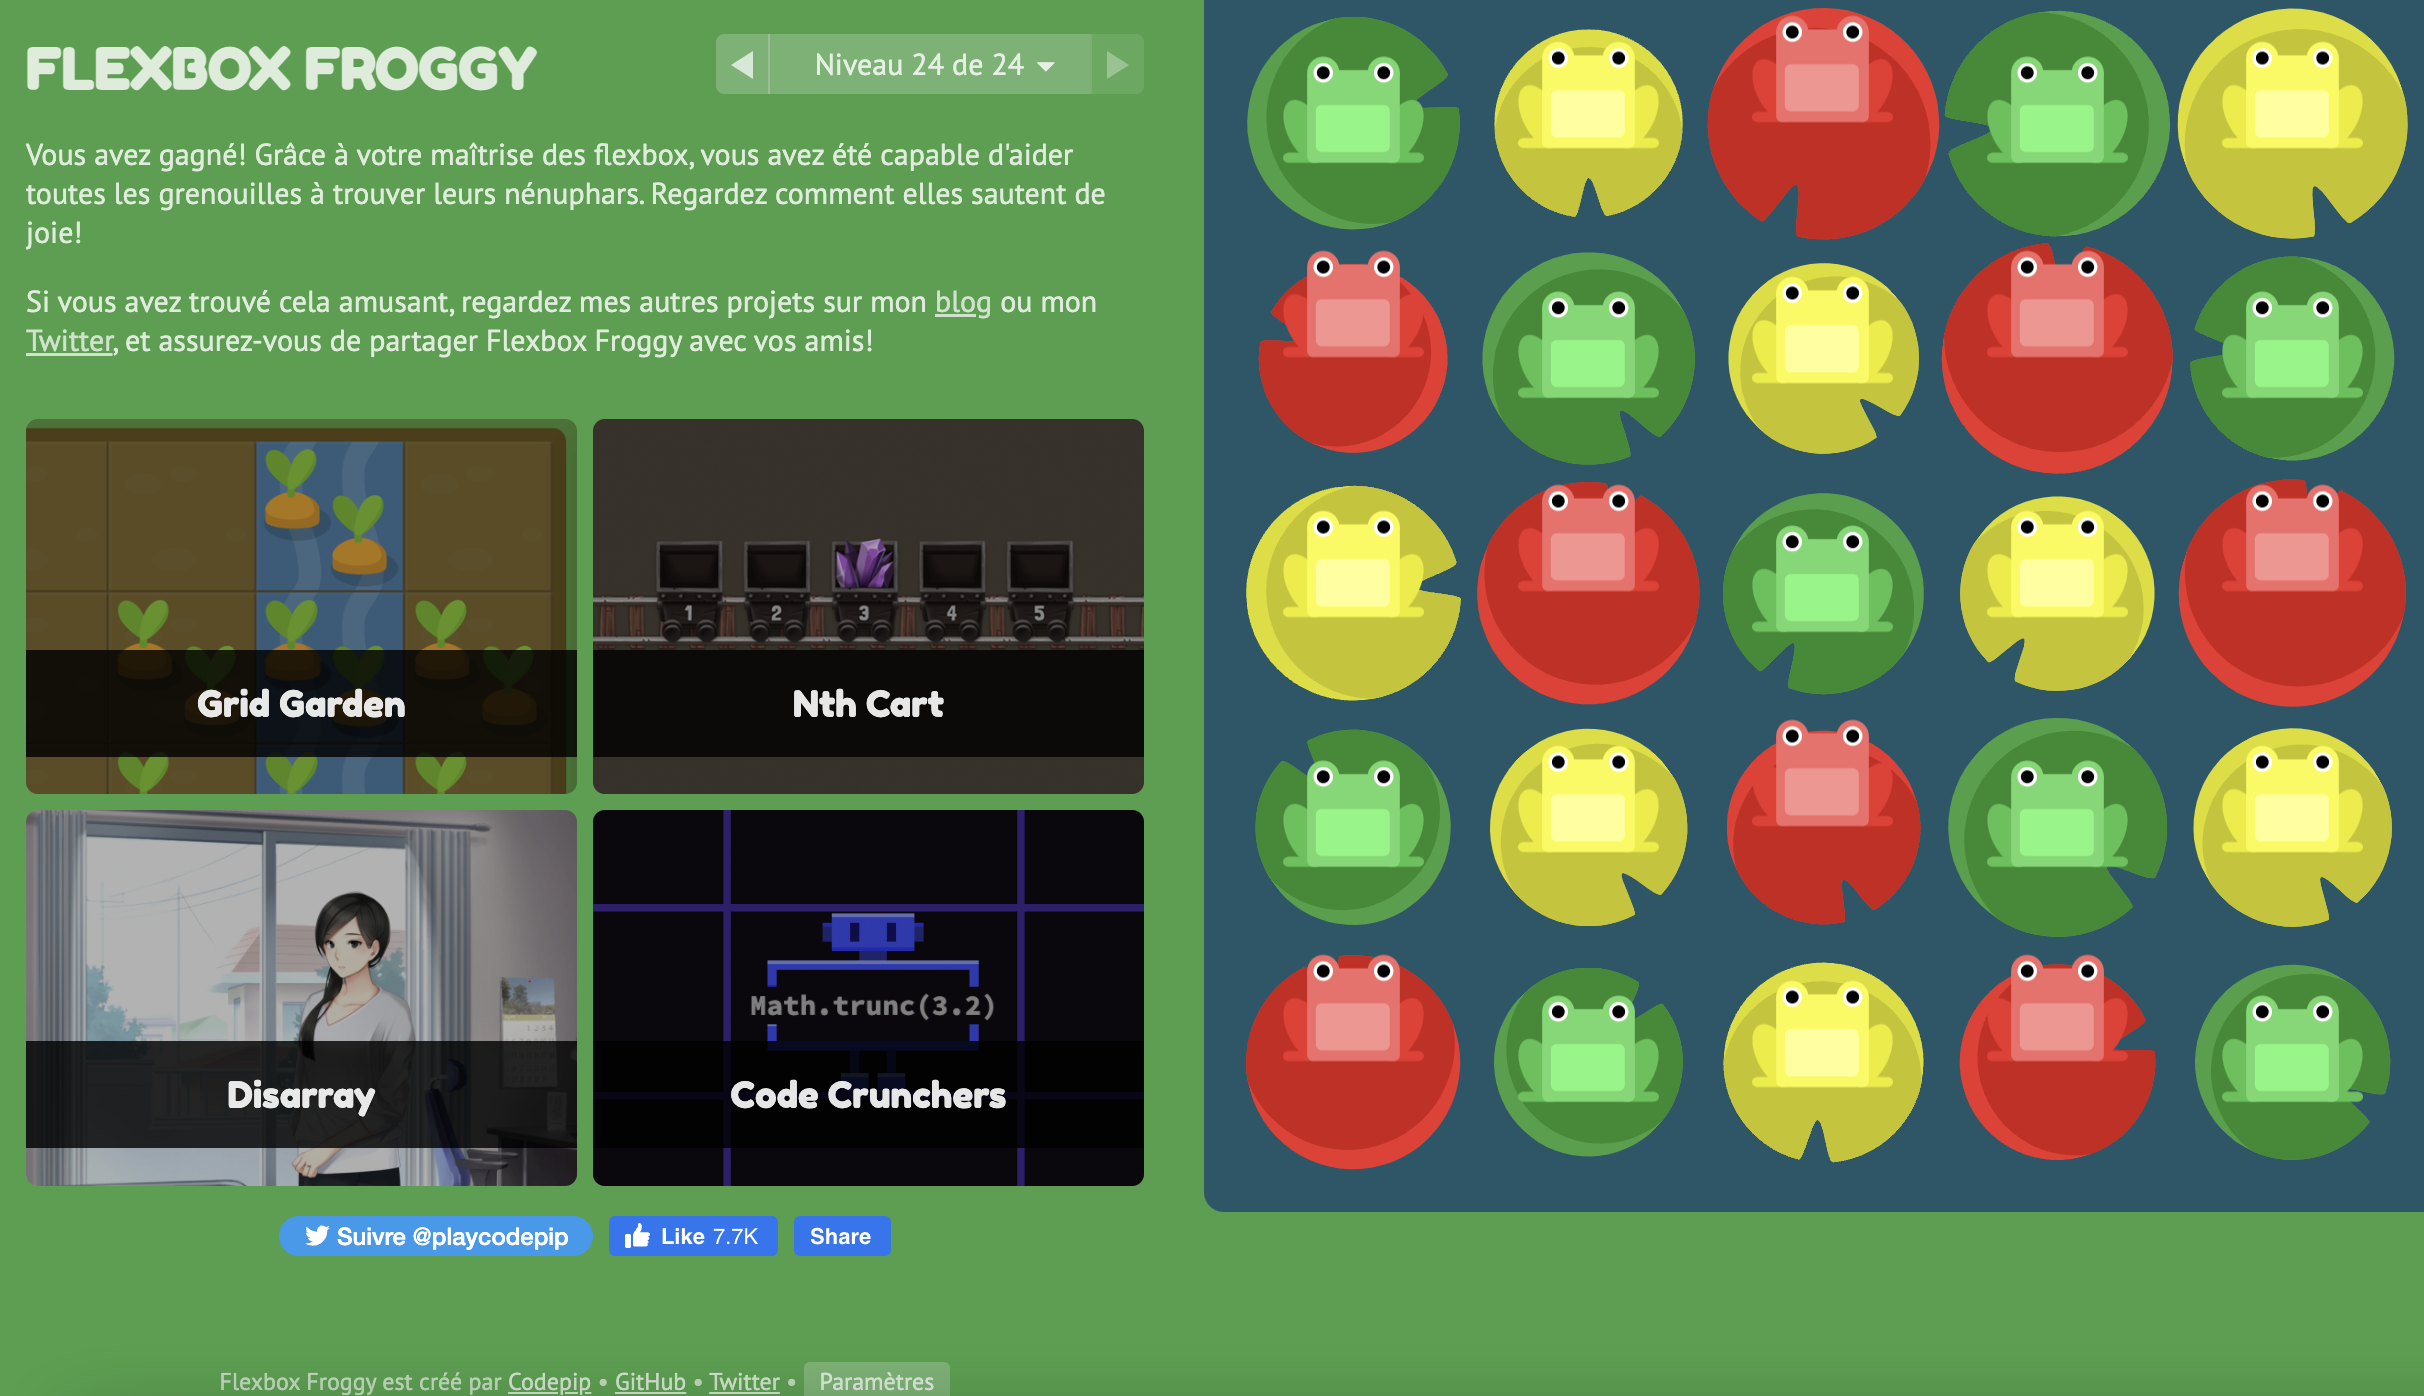 FLEXBOX FROGGY
Niveau 24 de 24
Vous avez gagné! Grâce à votre maîtrise des flexbox, vous avez été capable d'aider
toutes les grenouilles à trouver leurs nénuphars. Regardez comment elles sautent de
joie!
Si vous avez trouvé cela amusant, regardez mes autres projets sur mon blog ou mon
Twitter, et assurez-vous de partager Flexbox Froggy avec vos amis!
1 2 3 4 5
Grid Garden
Nth Cart
Math.trunc(3.2)
Disarray
Code Crunchers
Suivre @playcodepip
Like 7.7K
Share
Flexbox Froggy est créé par Codepip • GitHub • Twitter • Paramètres